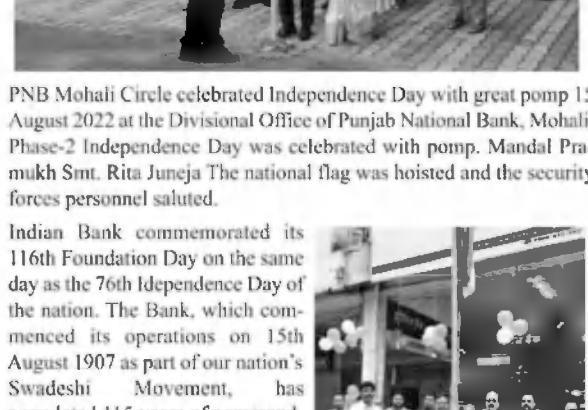 PNB Mohali Circle celebrated Independence Day with great pomp 15
August 2022 at the Divisional Office of Punjab National Bank, Mohali
Phase-2 Independence Day was celebrated with pomp. Mandal Pra-
mukh Smt. Rita Juneja The national flag was hoisted and the security
forces personnel saluted.
Indian Bank commemorated its
116th Foundation Day on the same
day as the 76th Idependence Day of
the nation. The Bank, which com-
menced its operations on 15th
August 1907 as part of our nation's
Swadeshi Movement, has